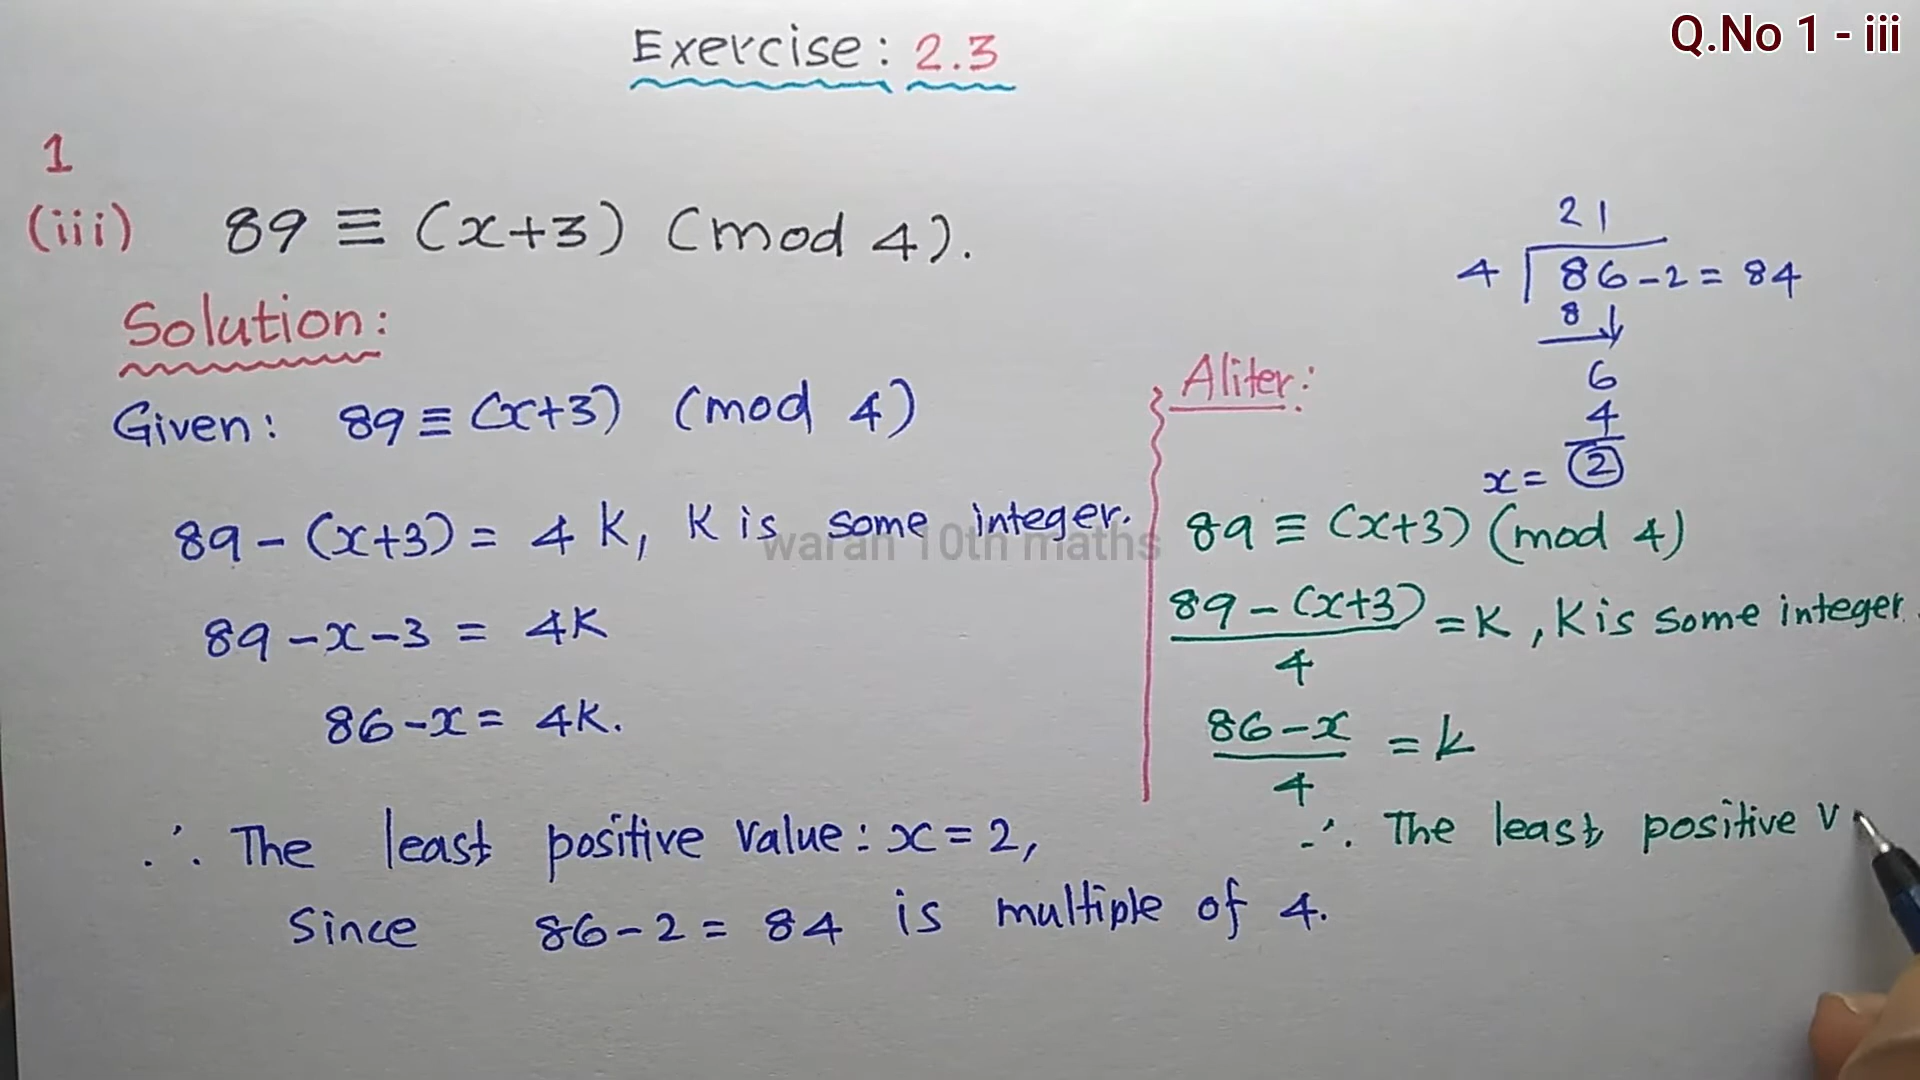 Q.No 1 - iii
Exercise: 2.3
1
(iii) 89 ≡ (x+3) (mod 4).
Solution:
Given: 89 ≡ (x+3) (mod 4)
89 - (x+3) = 4 K, K is some integer.
89 - x - 3 = 4K
86 - x = 4K.
∴ The least positive value: x = 2,
Since 86 - 2 = 84 is multiple of 4.
21
4 86 - 2 = 84
8
6
4
x = 2
Aliter:
89 ≡ (x+3) (mod 4)
89 - (x+3)
= K, K is some integer.
4
86 - x
= k
4
∴ The least positive v
warah 10th maths